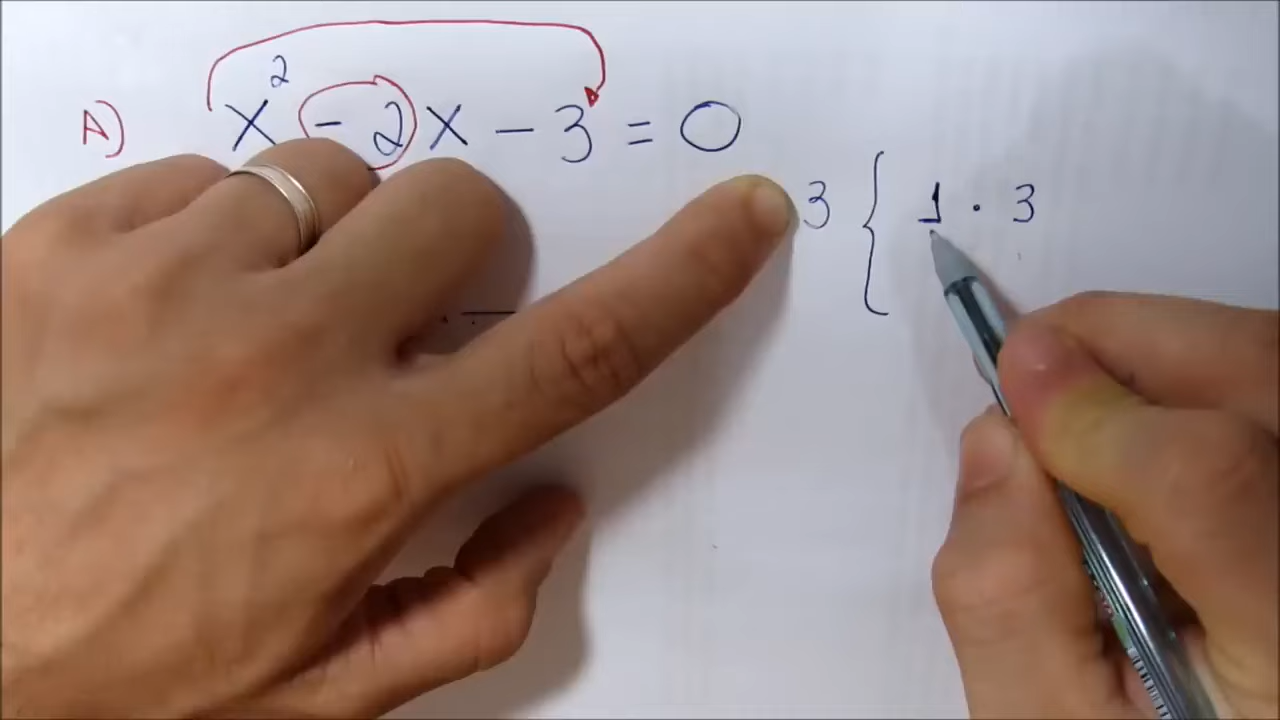 A) x² - 2x - 3 = 0
3 { 1 · 3